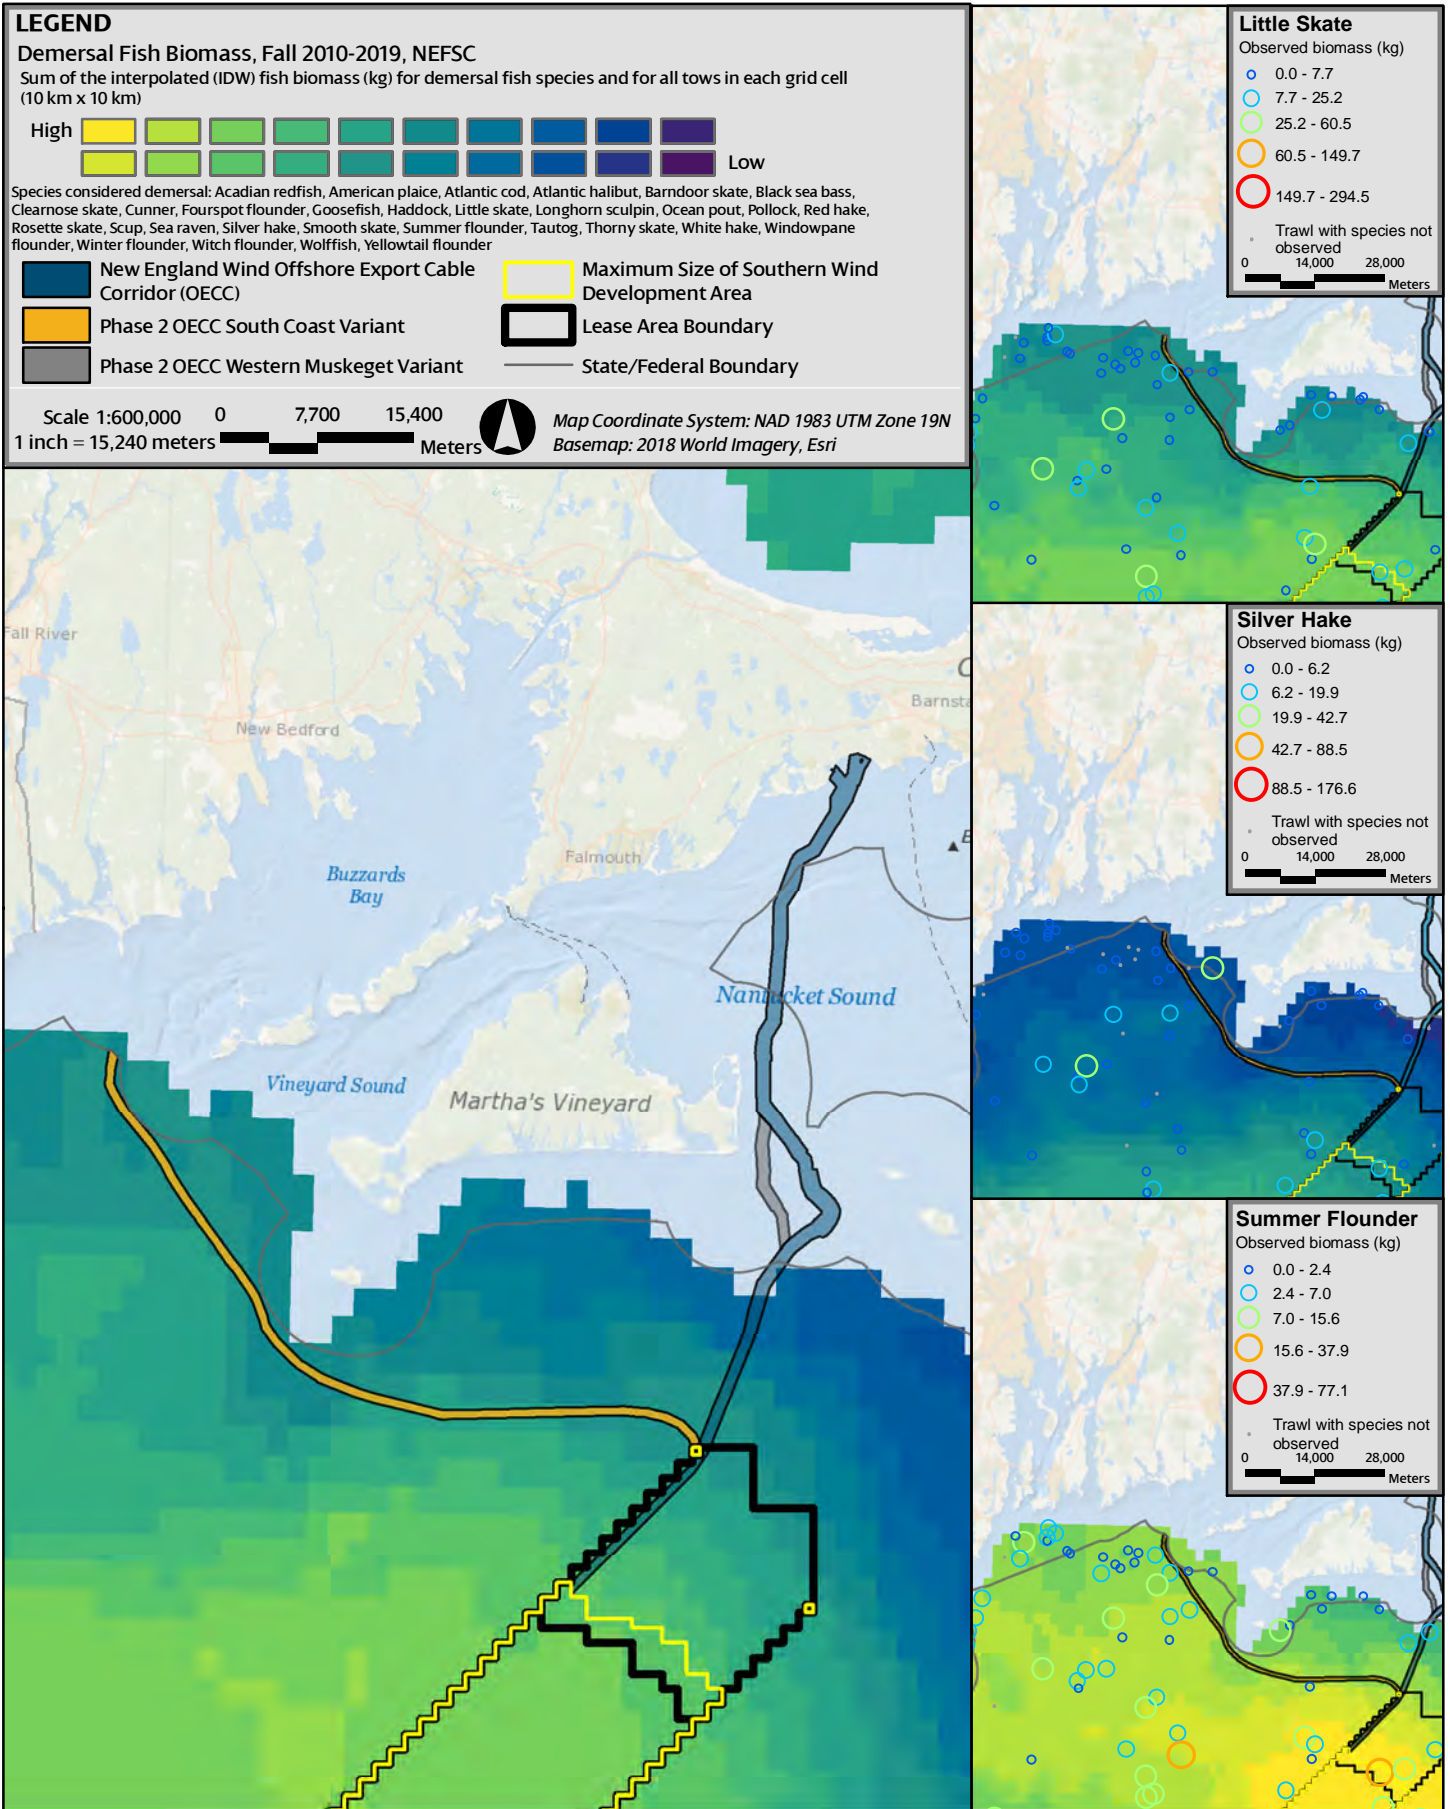 LEGEND
Demersal Fish Biomass, Fall 2010-2019, NEFSC
Sum of the interpolated (IDW) fish biomass (kg) for demersal fish species and for all tows in each grid cell
(10 km x 10 km)
High
Low
Species considered demersal: Acadian redfish, American plaice, Atlantic cod, Atlantic halibut, Barndoor skate, Black sea bass,
Clearnose skate, Cunner, Fourspot flounder, Goosefish, Haddock, Little skate, Longhorn sculpin, Ocean pout, Pollock, Red hake,
Rosette skate, Scup, Sea raven, Silver hake, Smooth skate, Summer flounder, Tautog, Thorny skate, White hake, Windowpane
flounder, Winter flounder, Witch flounder, Wolffish, Yellowtail flounder
New England Wind Offshore Export Cable
Corridor (OECC)
Phase 2 OECC South Coast Variant
Phase 2 OECC Western Muskeget Variant
Maximum Size of Southern Wind
Development Area
Lease Area Boundary
State/Federal Boundary
Scale 1:600,000
1 inch = 15,240 meters
0 7,700 15,400
Meters
Map Coordinate System: NAD 1983 UTM Zone 19N
Basemap: 2018 World Imagery, Esri
Fall River
New Bedford
Barnsta
Falmouth
Buzzards
Bay
Nantucket Sound
Vineyard Sound
Martha's Vineyard
Little Skate
Observed biomass (kg)
0.0 - 7.7
7.7 - 25.2
25.2 - 60.5
60.5 - 149.7
149.7 - 294.5
Trawl with species not
observed
0 14,000 28,000
Meters
Silver Hake
Observed biomass (kg)
0.0 - 6.2
6.2 - 19.9
19.9 - 42.7
42.7 - 88.5
88.5 - 176.6
Trawl with species not
observed
0 14,000 28,000
Meters
Summer Flounder
Observed biomass (kg)
0.0 - 2.4
2.4 - 7.0
7.0 - 15.6
15.6 - 37.9
37.9 - 77.1
Trawl with species not
observed
0 14,000 28,000
Meters